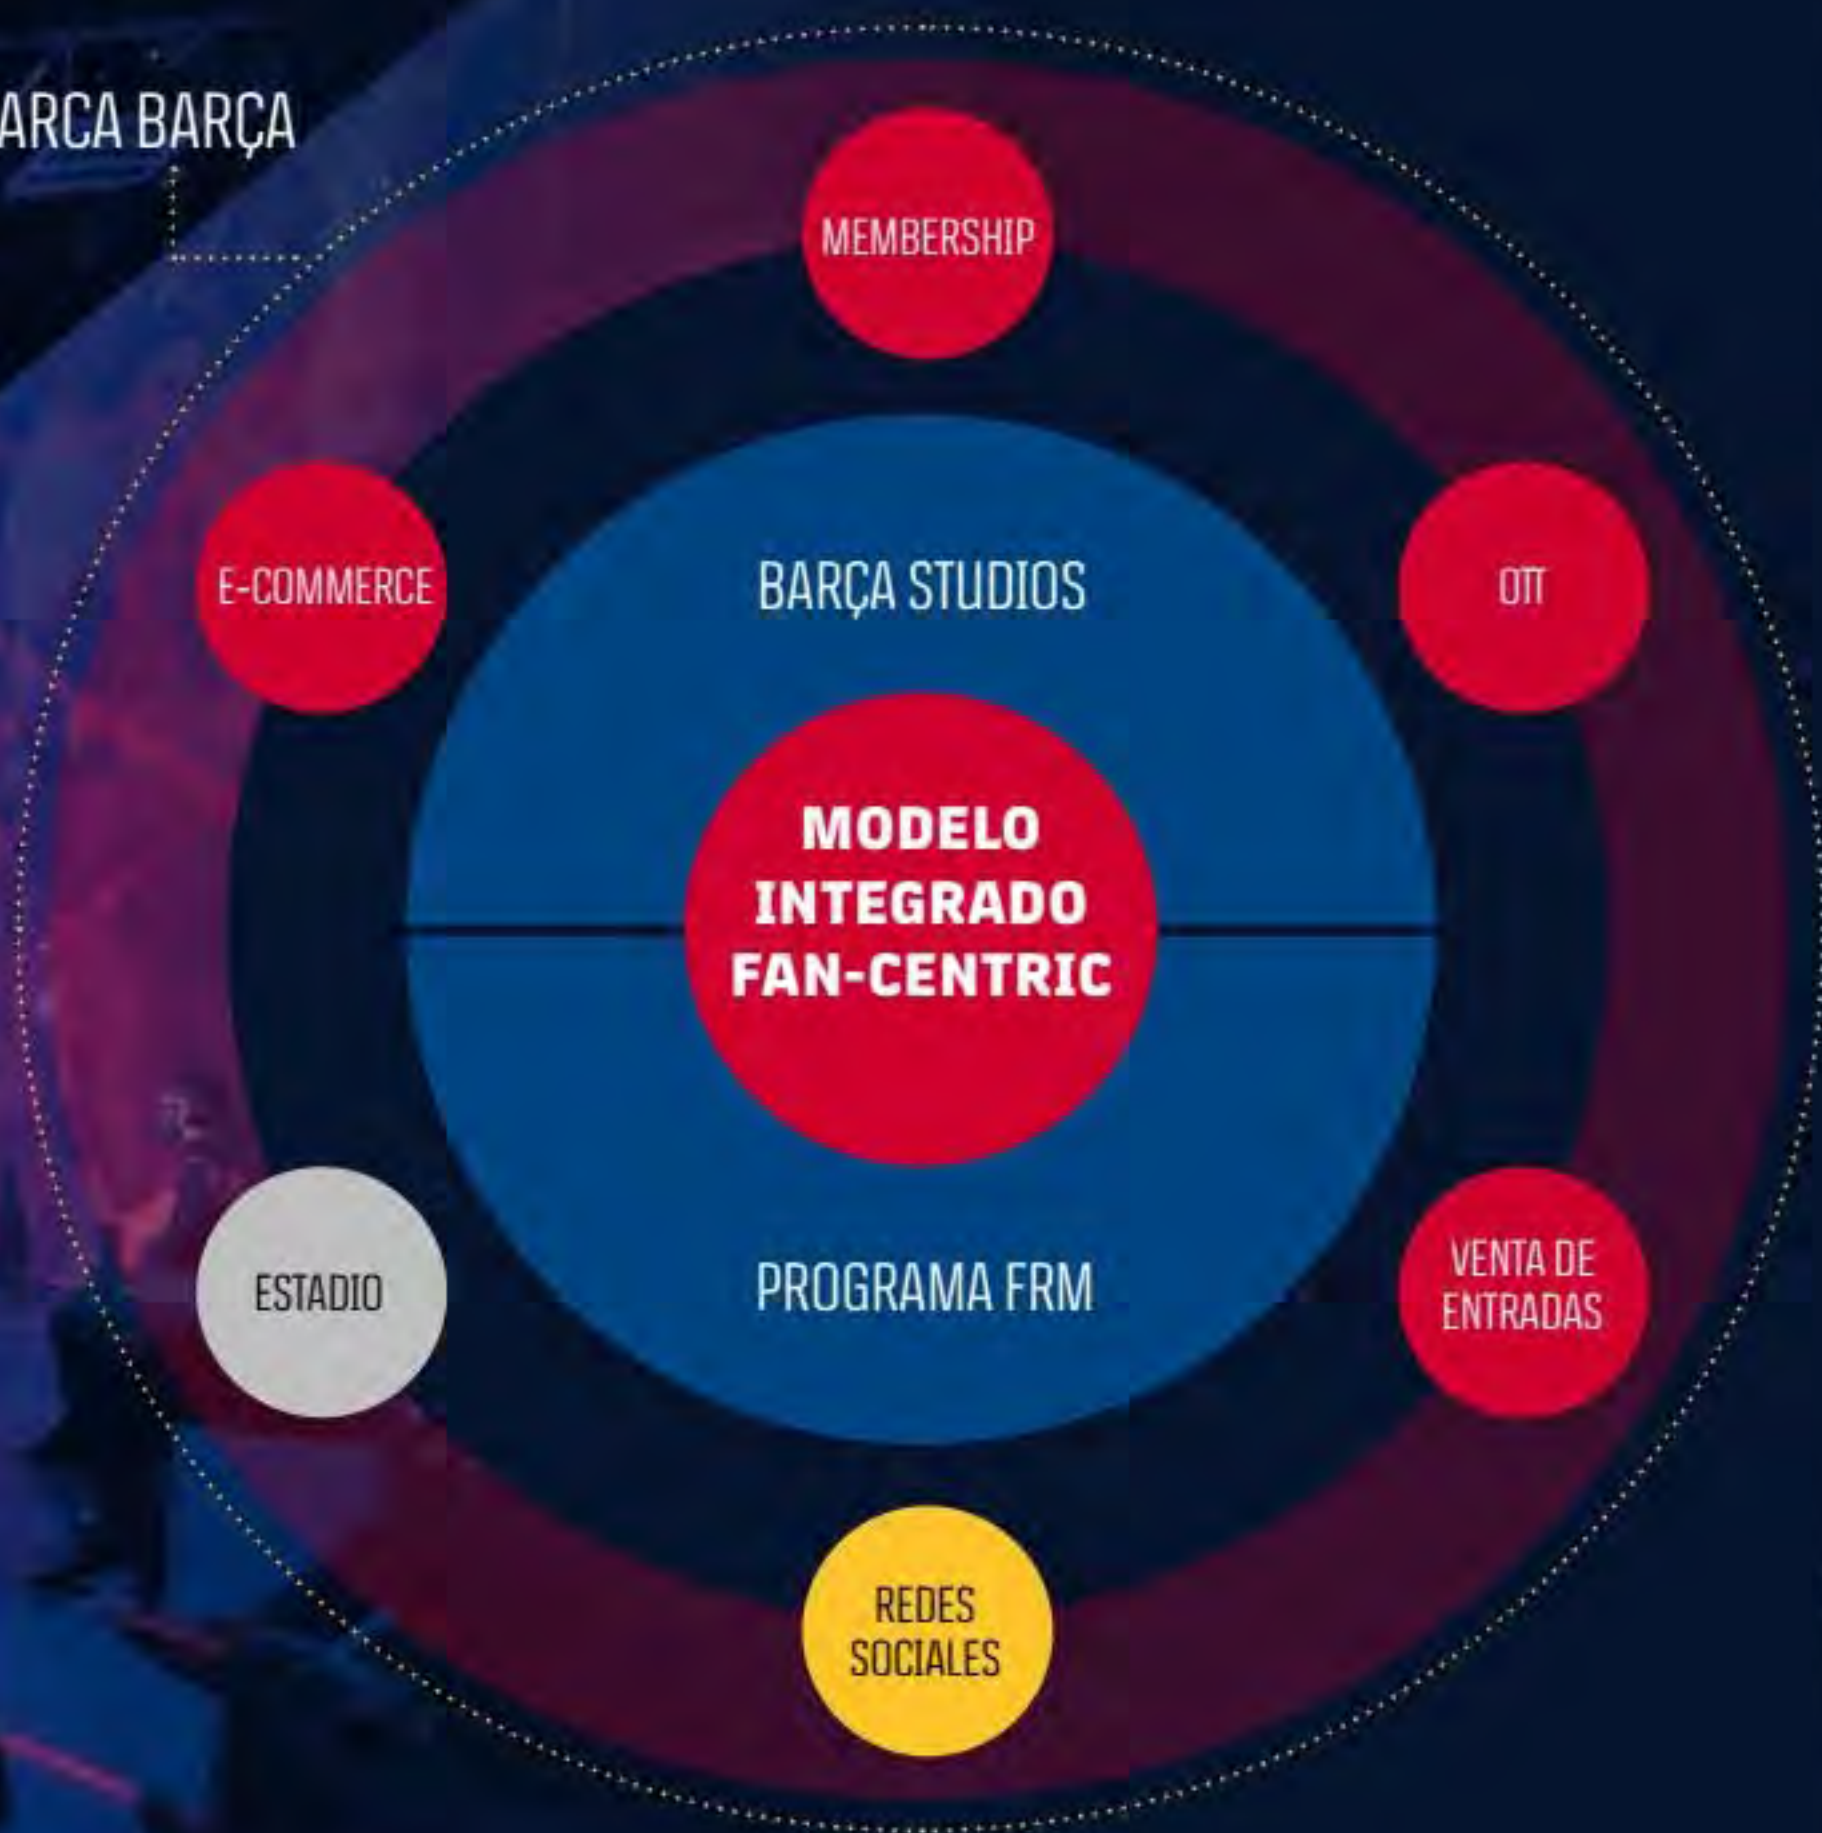 ARCA BARÇA
MEMBERSHIP
E-COMMERCE
BARÇA STUDIOS
OTT
MODELO
INTEGRADO
FAN-CENTRIC
ESTADIO
PROGRAMA FRM
VENTA DE
ENTRADAS
REDES
SOCIALES